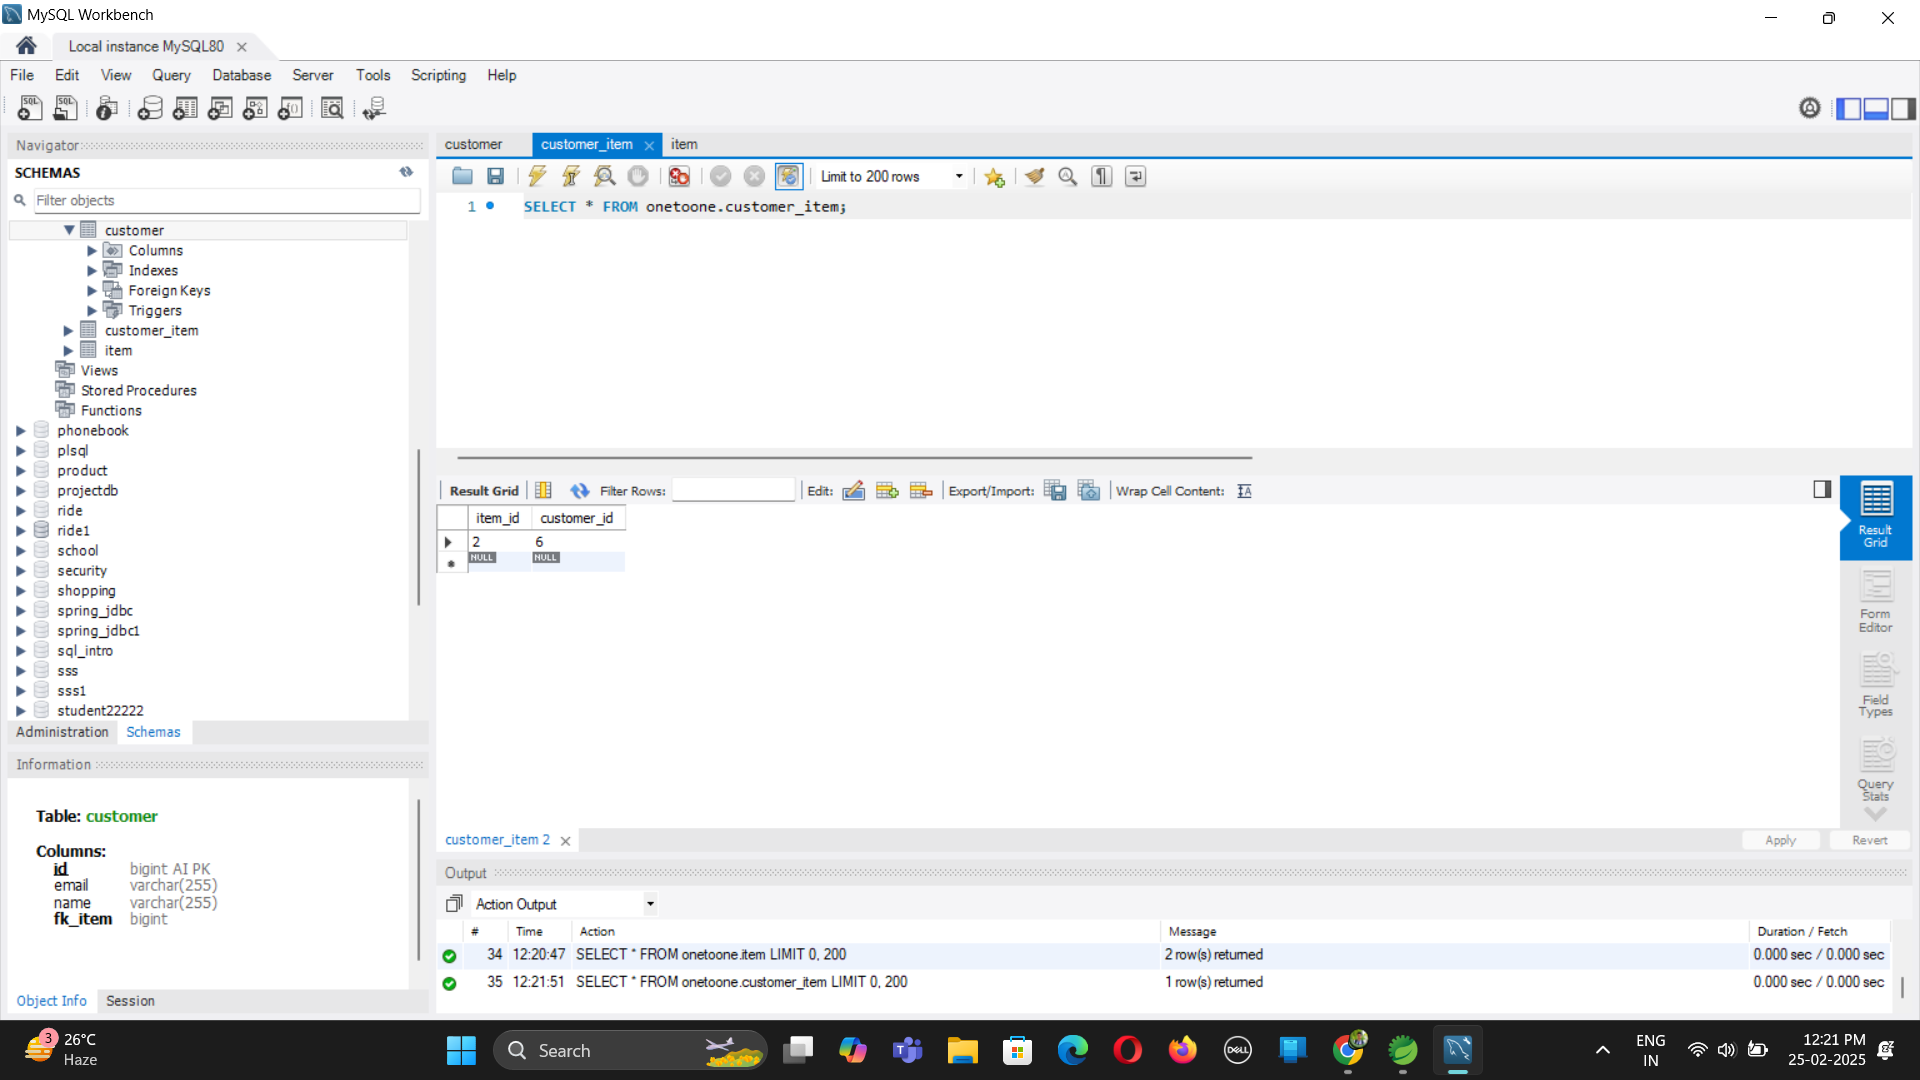 MySQL Workbench
Local instance MySQL80
File Edit View Query Database Server Tools Scripting Help
Navigator
SCHEMAS
Filter objects
customer
Columns
Indexes
Foreign Keys
Triggers
customer_item
item
Views
Stored Procedures
Functions
phonebook
plsql
product
projectdb
ride
ride1
school
security
shopping
spring_jdbc
spring_jdbc1
sql_intro
sss
sss1
student22222
Administration Schemas
Information
Table: customer
Columns:
id bigint AI PK
email varchar(255)
name varchar(255)
fk_item bigint
Object Info Session
customer customer_item item
Limit to 200 rows
1 SELECT * FROM onetoone.customer_item;
Result Grid Filter Rows: Edit: Export/Import: Wrap Cell Content:
item_id customer_id
2 6
NULL NULL
Result
Grid
Form
Editor
Field
Types
Query
Stats
customer_item 2
Apply Revert
Output
Action Output
# Time Action Message Duration / Fetch
34 12:20:47 SELECT * FROM onetoone.item LIMIT 0, 200 2 row(s) returned 0.000 sec / 0.000 sec
35 12:21:51 SELECT * FROM onetoone.customer_item LIMIT 0, 200 1 row(s) returned 0.000 sec / 0.000 sec
3
26°C
Haze
Search
DELL
ENG
IN
12:21 PM
25-02-2025